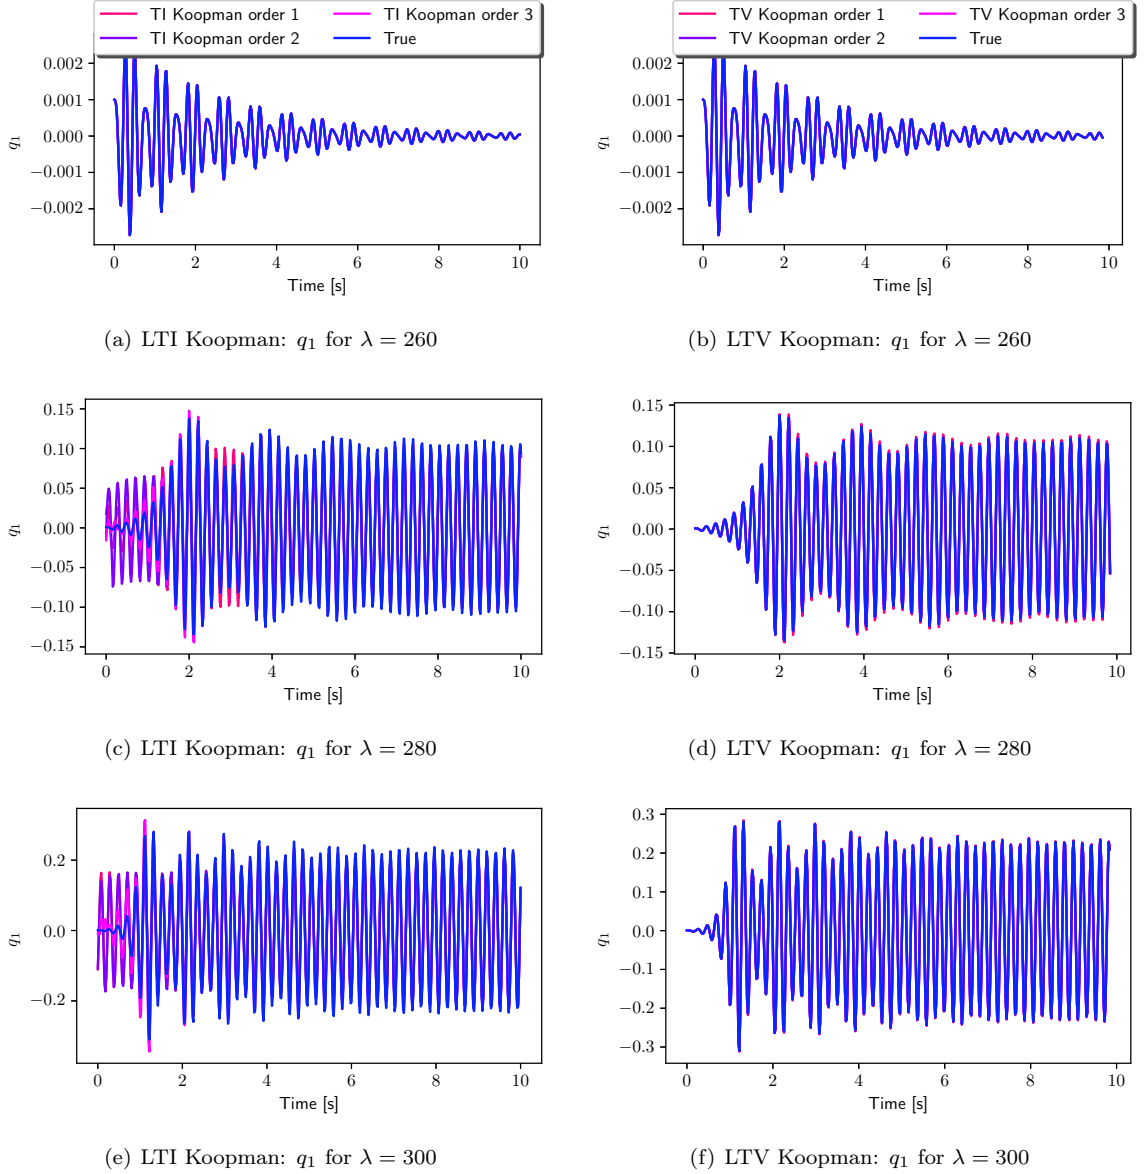 TI Koopman order 1
TI Koopman order 2
TI Koopman order 3
True
0.002
0.001
0.000
−0.001
−0.002
q1
0 2 4 6 8 10
Time [s]
(a) LTI Koopman: q1 for λ = 260
TV Koopman order 1
TV Koopman order 2
TV Koopman order 3
True
0.002
0.001
0.000
−0.001
−0.002
q1
0 2 4 6 8 10
Time [s]
(b) LTV Koopman: q1 for λ = 260
0.15
0.10
0.05
0.00
−0.05
−0.10
−0.15
q1
0 2 4 6 8 10
Time [s]
(c) LTI Koopman: q1 for λ = 280
0.15
0.10
0.05
0.00
−0.05
−0.10
−0.15
q1
0 2 4 6 8 10
Time [s]
(d) LTV Koopman: q1 for λ = 280
0.2
0.0
−0.2
q1
0 2 4 6 8 10
Time [s]
(e) LTI Koopman: q1 for λ = 300
0.3
0.2
0.1
0.0
−0.1
−0.2
−0.3
q1
0 2 4 6 8 10
Time [s]
(f) LTV Koopman: q1 for λ = 300